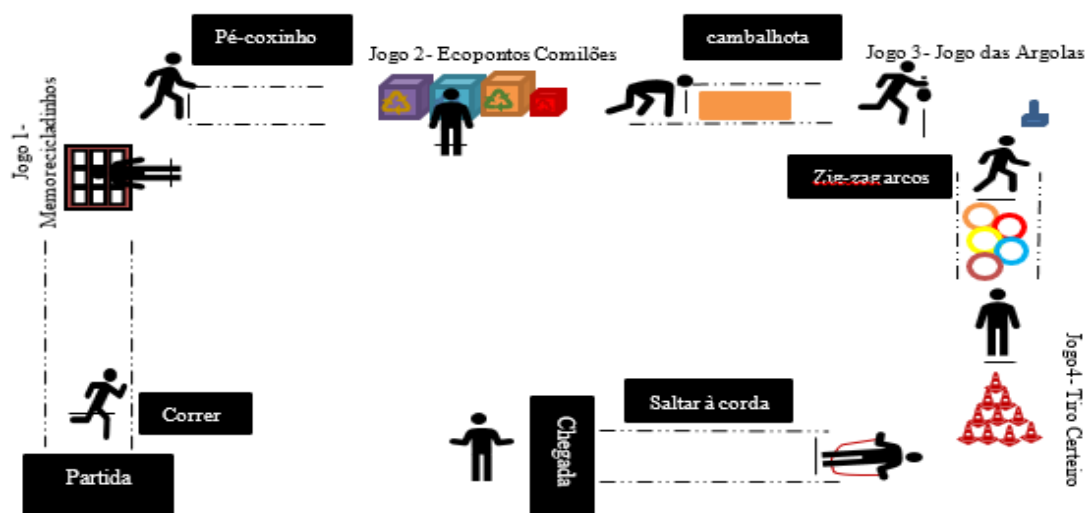 Pé-coxinho
Jogo 2- Ecopontos Comilões
cambalhota
Jogo 3- Jogo das Argolas
Jogo 1-
Memorecicladinhos
Zig-zag arcos
Jogo4- Tiro Certeiro
Saltar à corda
Chegada
Correr
Partida